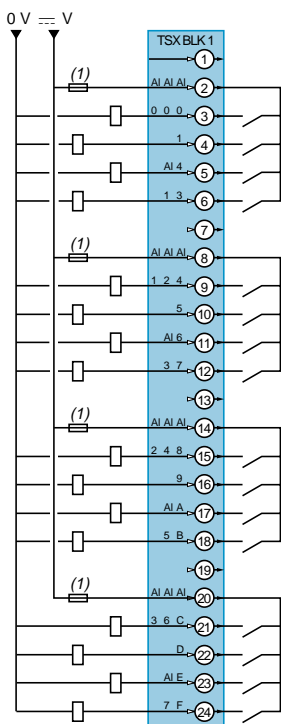 0 V ⎓ V
TSX BLK 1
1
(1) AI AI AI 2
0 0 0 3
1 4
AI 4 5
1 3 6
7
(1) AI AI AI 8
1 2 4 9
5 10
AI 6 11
3 7 12
13
(1) AI AI AI 14
2 4 8 15
9 16
AI A 17
5 B 18
19
(1) AI AI AI 20
3 6 C 21
D 22
AI E 23
7 F 24